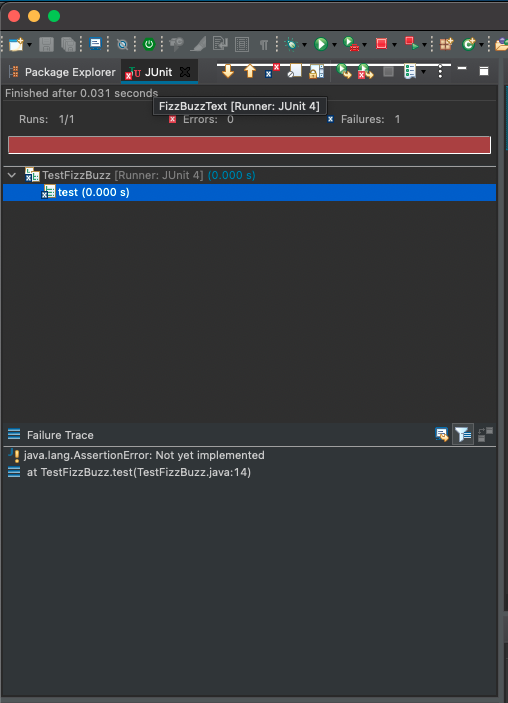 Package Explorer JUnit
Finished after 0.031 seconds
FizzBuzzText [Runner: JUnit 4]
Runs: 1/1 Errors: 0 Failures: 1
TestFizzBuzz [Runner: JUnit 4] (0.000 s)
test (0.000 s)
Failure Trace
java.lang.AssertionError: Not yet implemented
at TestFizzBuzz.test(TestFizzBuzz.java:14)